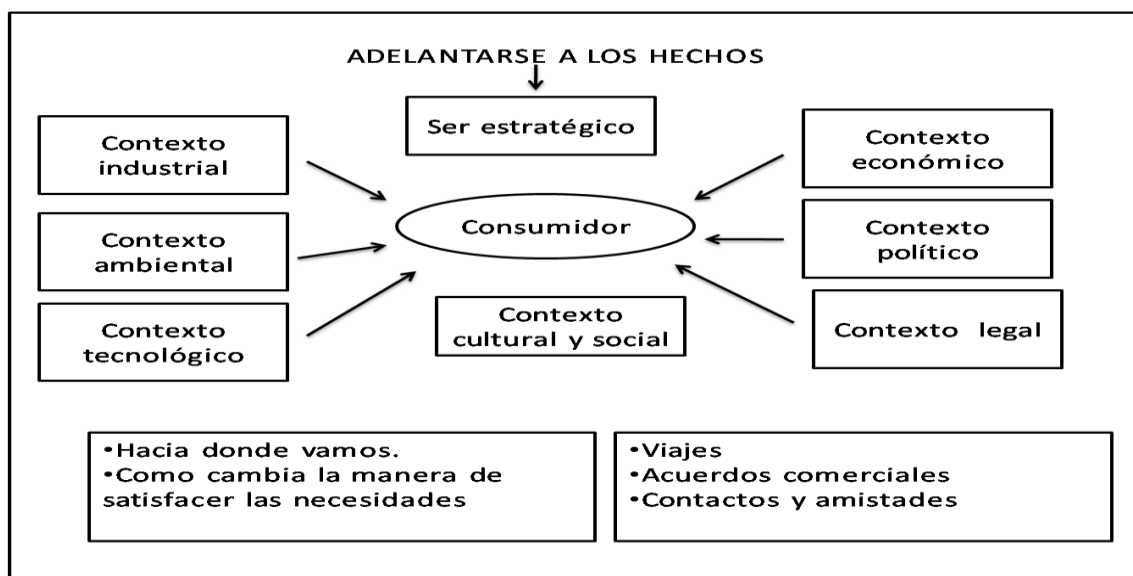 ADELANTARSE A LOS HECHOS
Ser estratégico
Contexto
industrial
Contexto
económico
Consumidor
Contexto
ambiental
Contexto
político
Contexto
tecnológico
Contexto
cultural y social
Contexto legal
•Hacia donde vamos.
•Como cambia la manera de
satisfacer las necesidades
•Viajes
•Acuerdos comerciales
•Contactos y amistades